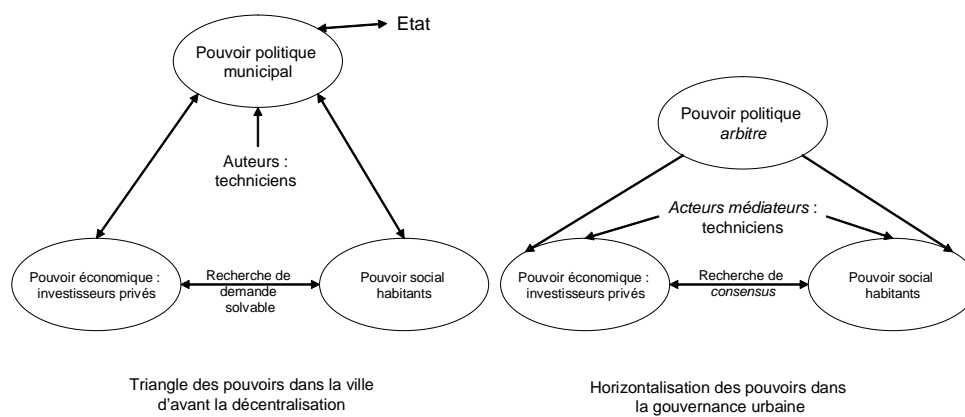 Etat
Pouvoir politique
municipal
Auteurs :
techniciens
Pouvoir économique :
investisseurs privés
Recherche de
demande
solvable
Pouvoir social
habitants
Triangle des pouvoirs dans la ville
d'avant la décentralisation
Pouvoir politique
arbitre
Acteurs médiateurs :
techniciens
Pouvoir économique :
investisseurs privés
Recherche de
consensus
Pouvoir social
habitants
Horizontalisation des pouvoirs dans
la gouvernance urbaine